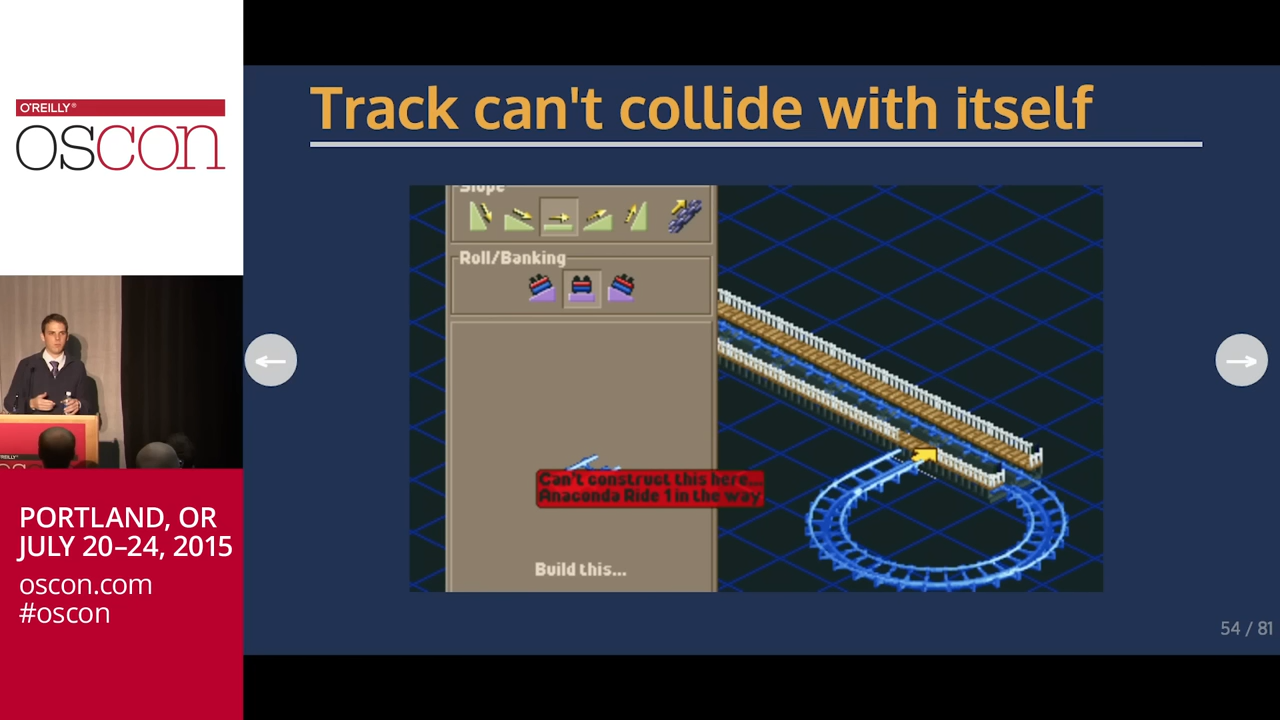 O'REILLY®
oscon
PORTLAND, OR
JULY 20–24, 2015
oscon.com
#oscon
Track can't collide with itself
Slope
Roll/Banking
Can't construct this here...
Anaconda Ride 1 in the way
Build this...
54 / 81